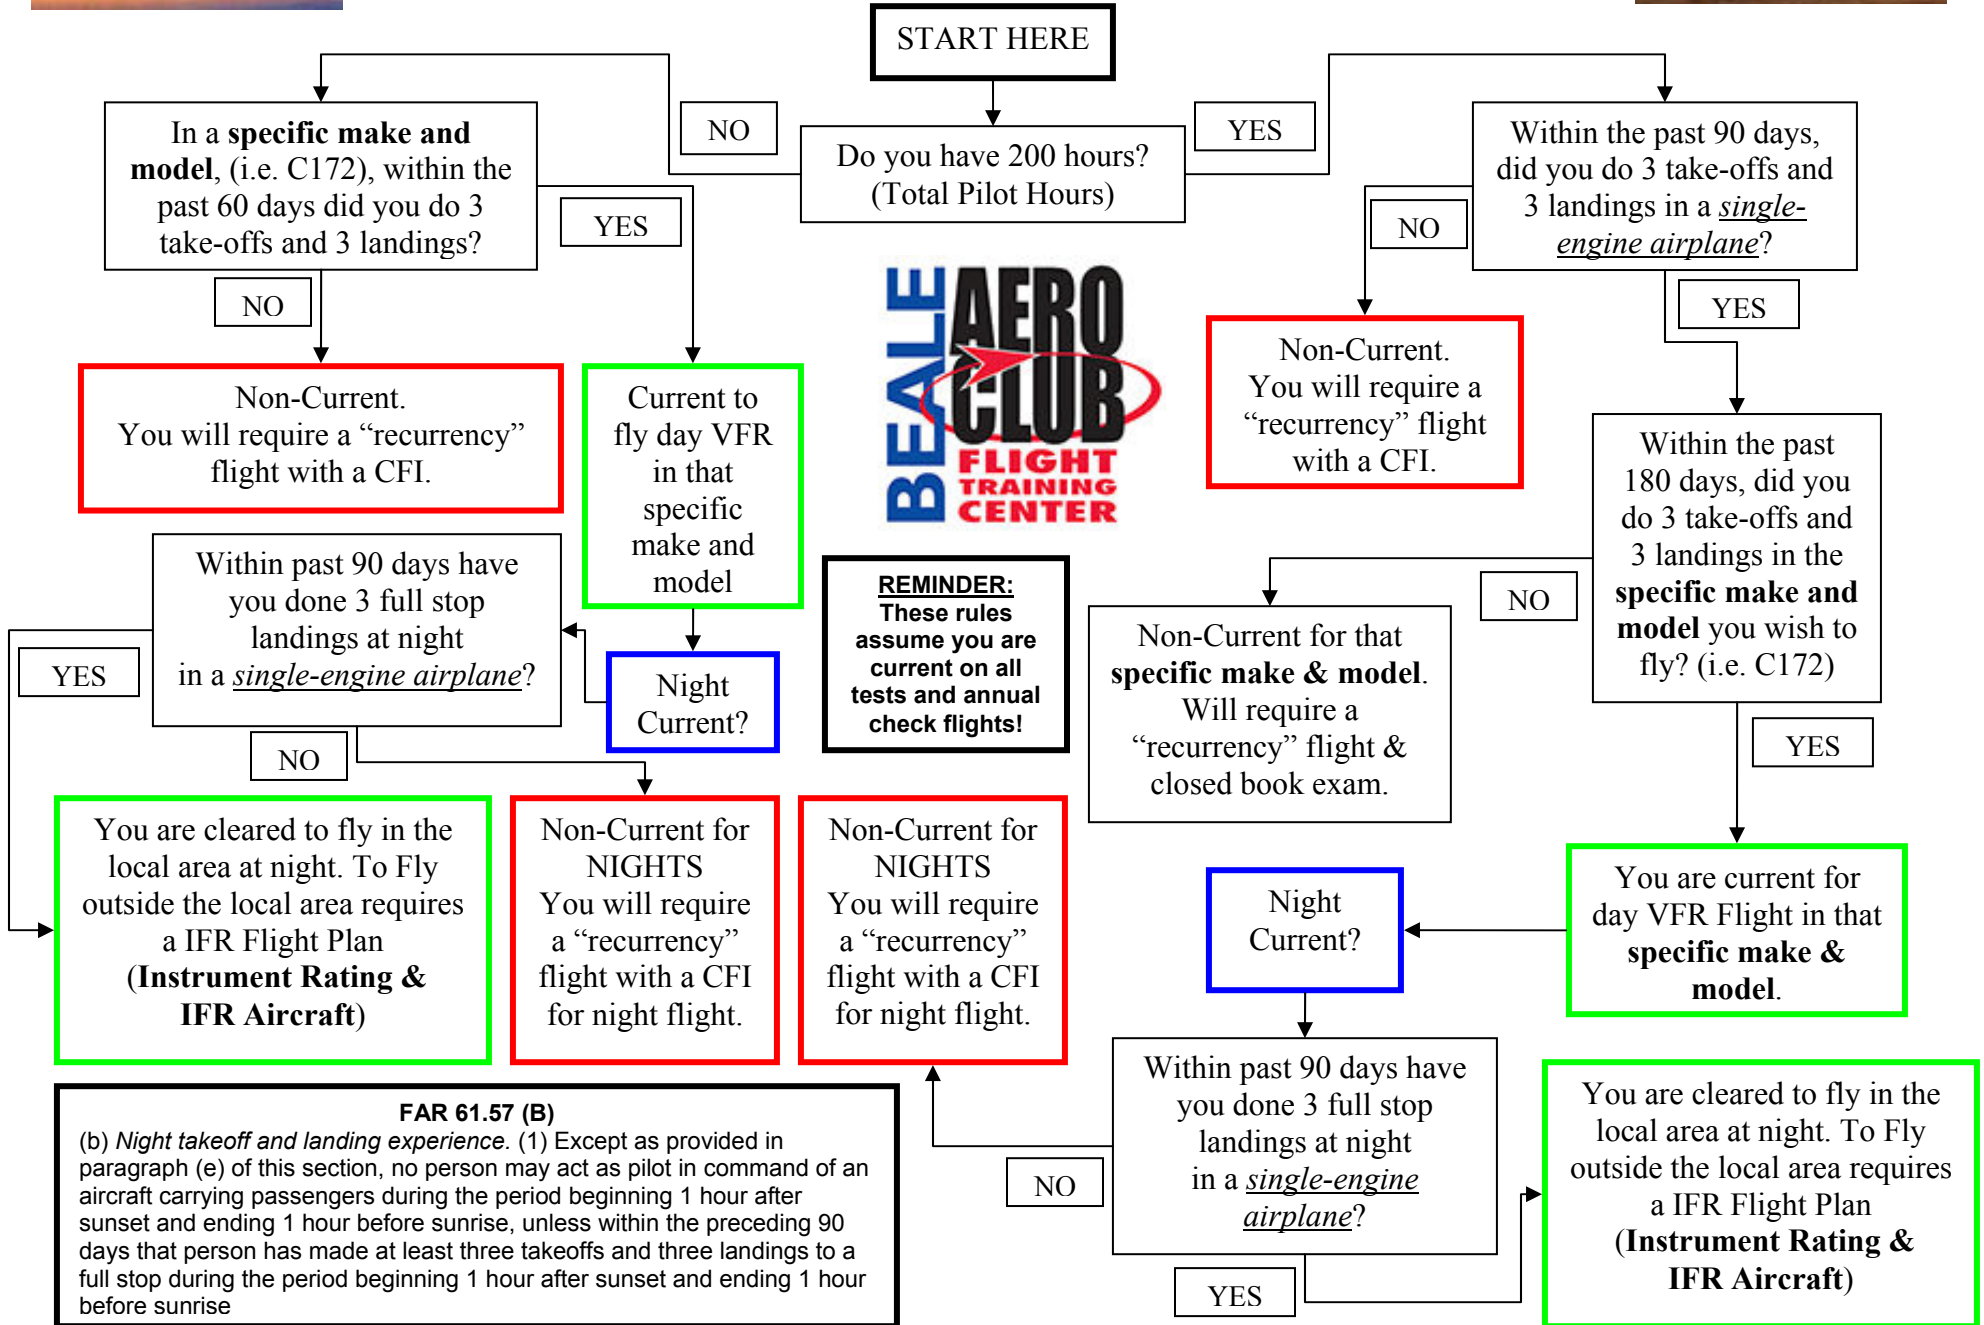 START HERE
Do you have 200 hours?
(Total Pilot Hours)
NO
YES
In a specific make and
model, (i.e. C172), within the
past 60 days did you do 3
take-offs and 3 landings?
YES
NO
Non-Current.
You will require a “recurrency”
flight with a CFI.
Current to
fly day VFR
in that
specific
make and
model
Night
Current?
Within past 90 days have
you done 3 full stop
landings at night
in a single-engine airplane?
YES
NO
You are cleared to fly in the
local area at night. To Fly
outside the local area requires
a IFR Flight Plan
(Instrument Rating &
IFR Aircraft)
Non-Current for
NIGHTS
You will require
a “recurrency”
flight with a CFI
for night flight.
BEALE
AERO
CLUB
FLIGHT
TRAINING
CENTER
REMINDER:
These rules
assume you are
current on all
tests and annual
check flights!
Within the past 90 days,
did you do 3 take-offs and
3 landings in a single-
engine airplane?
NO
YES
Non-Current.
You will require a
“recurrency” flight
with a CFI.
Within the past
180 days, did you
do 3 take-offs and
3 landings in the
specific make and
model you wish to
fly? (i.e. C172)
NO
YES
Non-Current for that
specific make & model.
Will require a
“recurrency” flight &
closed book exam.
You are current for
day VFR Flight in that
specific make &
model.
Night
Current?
Within past 90 days have
you done 3 full stop
landings at night
in a single-engine
airplane?
NO
YES
Non-Current for
NIGHTS
You will require
a “recurrency”
flight with a CFI
for night flight.
You are cleared to fly in the
local area at night. To Fly
outside the local area requires
a IFR Flight Plan
(Instrument Rating &
IFR Aircraft)
FAR 61.57 (B)
(b) Night takeoff and landing experience. (1) Except as provided in
paragraph (e) of this section, no person may act as pilot in command of an
aircraft carrying passengers during the period beginning 1 hour after
sunset and ending 1 hour before sunrise, unless within the preceding 90
days that person has made at least three takeoffs and three landings to a
full stop during the period beginning 1 hour after sunset and ending 1 hour
before sunrise